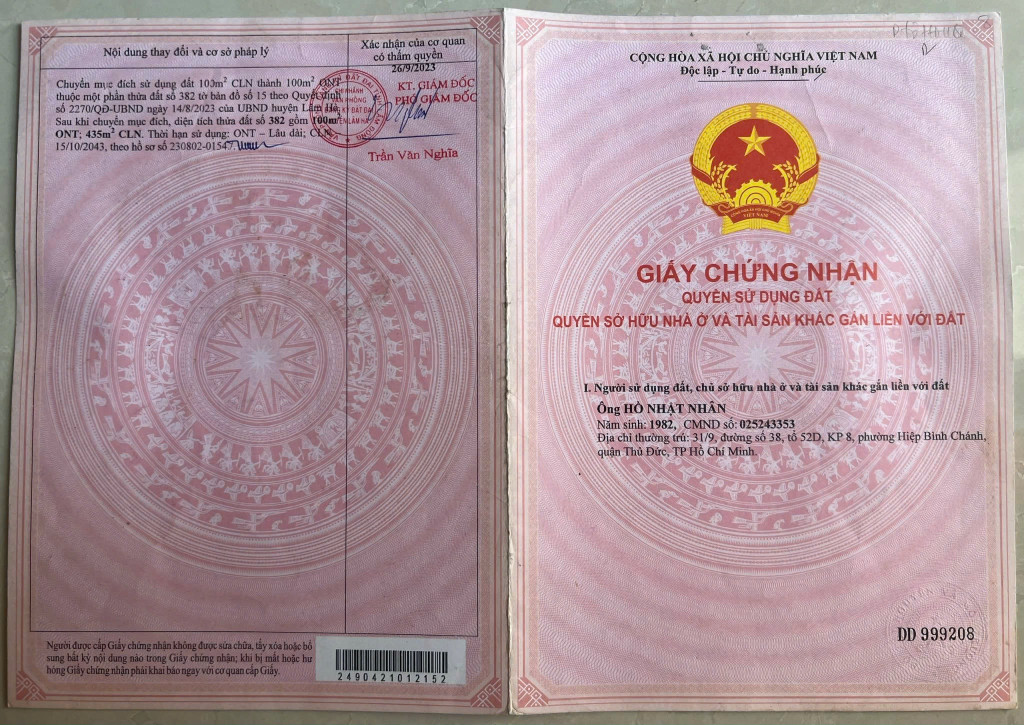 Nội dung thay đổi và cơ sở pháp lý
Xác nhận của cơ quan
có thẩm quyền
Chuyển mục đích sử dụng đất 100m² CLN thành 100m² ONT
thuộc một phần thửa đất số 382 tờ bản đồ số 15 theo Quyết định
số 2270/QĐ-UBND ngày 14/8/2023 của UBND huyện Lâm Hà.
Sau khi chuyển mục đích, diện tích thửa đất số 382 gồm 100m²
ONT; 435m² CLN. Thời hạn sử dụng: ONT – Lâu dài; CLN
15/10/2043, theo hồ sơ số 230802-0154
26/9/2023
KT. GIÁM ĐỐC
PHÓ GIÁM ĐỐC
Trần Văn Nghĩa
Người được cấp Giấy chứng nhận không được sửa chữa, tẩy xóa hoặc bổ
sung bất kỳ nội dung nào trong Giấy chứng nhận; khi bị mất hoặc hư
hỏng Giấy chứng nhận phải khai báo ngay với cơ quan cấp Giấy.
2490421012152
CỘNG HÒA XÃ HỘI CHỦ NGHĨA VIỆT NAM
Độc lập - Tự do - Hạnh phúc
VIỆT NAM
GIẤY CHỨNG NHẬN
QUYỀN SỬ DỤNG ĐẤT
QUYỀN SỞ HỮU NHÀ Ở VÀ TÀI SẢN KHÁC GẮN LIỀN VỚI ĐẤT
I. Người sử dụng đất, chủ sở hữu nhà ở và tài sản khác gắn liền với đất
Ông HỒ NHẬT NHÂN
Năm sinh: 1982, CMND số: 025243353
Địa chỉ thường trú: 31/9, đường số 38, tổ 52D, KP 8, phường Hiệp Bình Chánh,
quận Thủ Đức, TP Hồ Chí Minh.
DD 999208